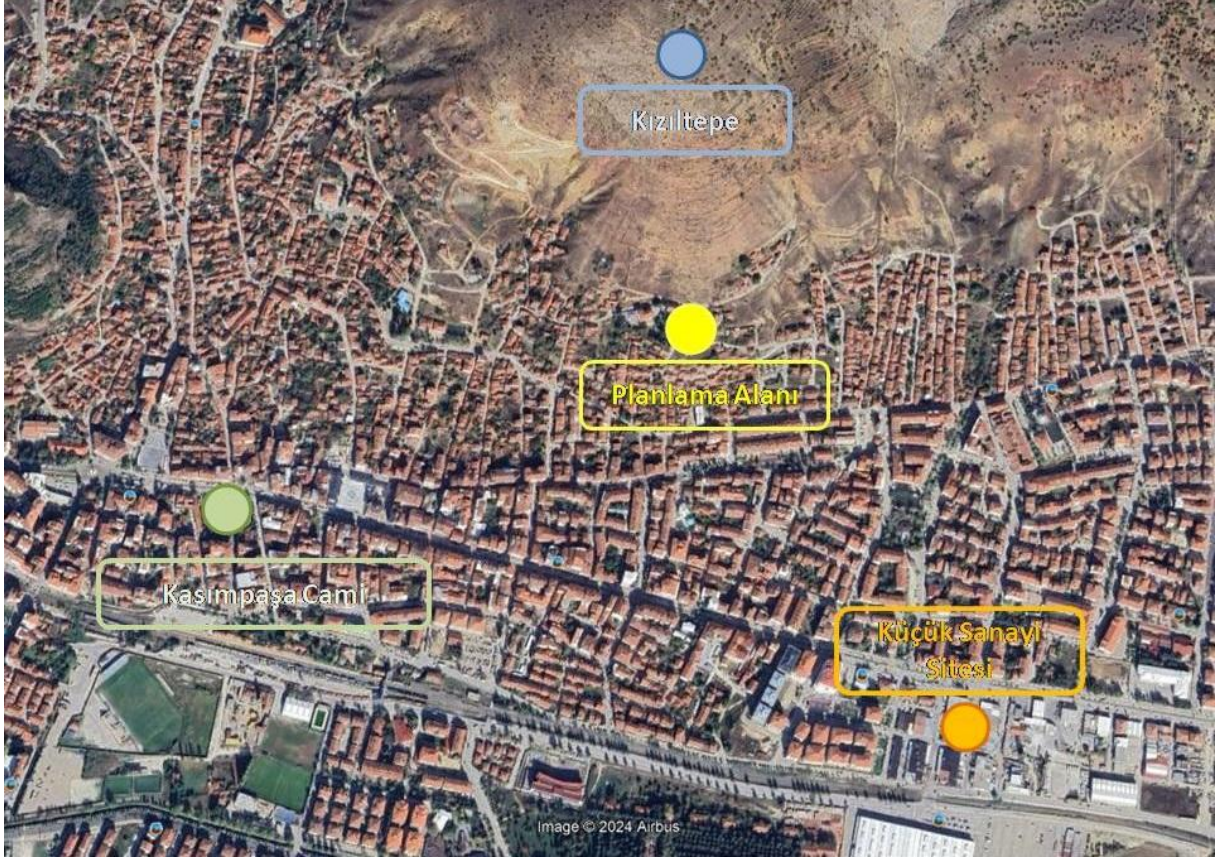 Kızıltepe
Planlama Alanı
Kasımpaşa Cami
Küçük Sanayi
Sitesi
Image © 2024 Airbus